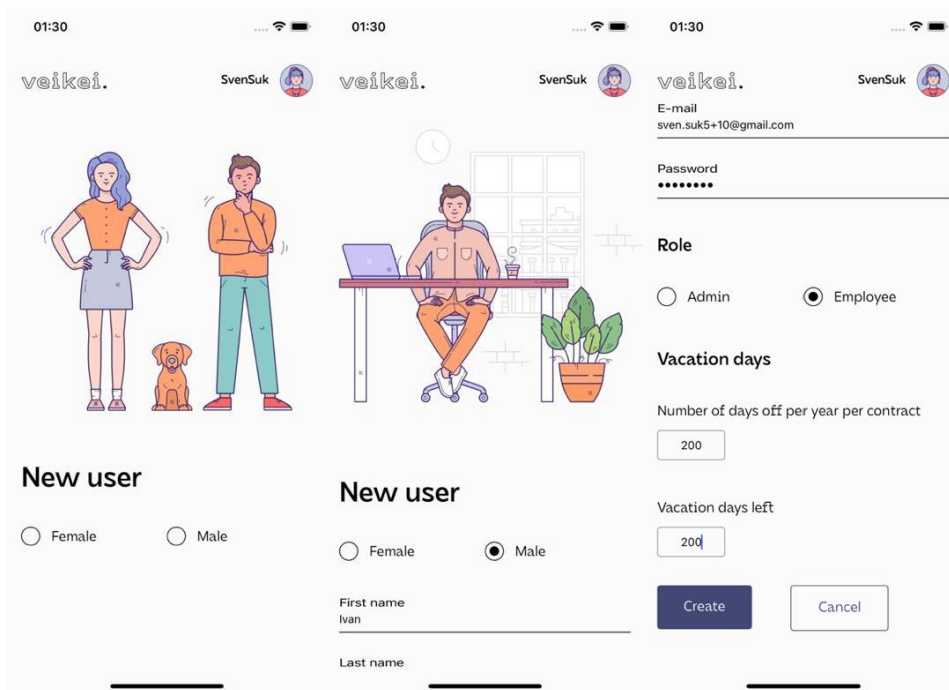 01:30
veikei.
SvenSuk
New user
Female
Male
01:30
veikei.
SvenSuk
New user
Female
Male
First name
Ivan
Last name
01:30
veikei.
SvenSuk
E-mail
sven.suk5+10@gmail.com
Password
••••••••
Role
Admin
Employee
Vacation days
Number of days off per year per contract
200
Vacation days left
200
Create
Cancel